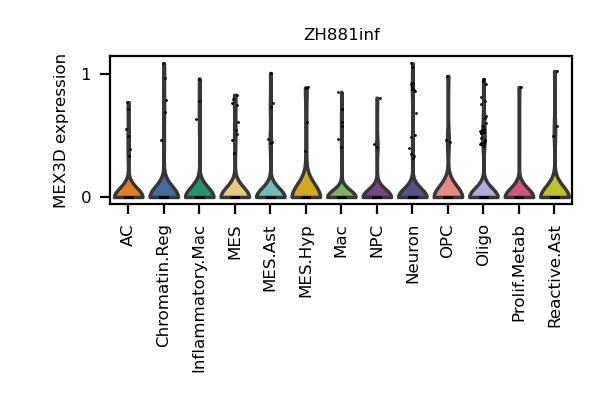 ZH881inf
MEX3D expression
1
0
AC
Chromatin.Reg
Inflammatory.Mac
MES
MES.Ast
MES.Hyp
Mac
NPC
Neuron
OPC
Oligo
Prolif.Metab
Reactive.Ast